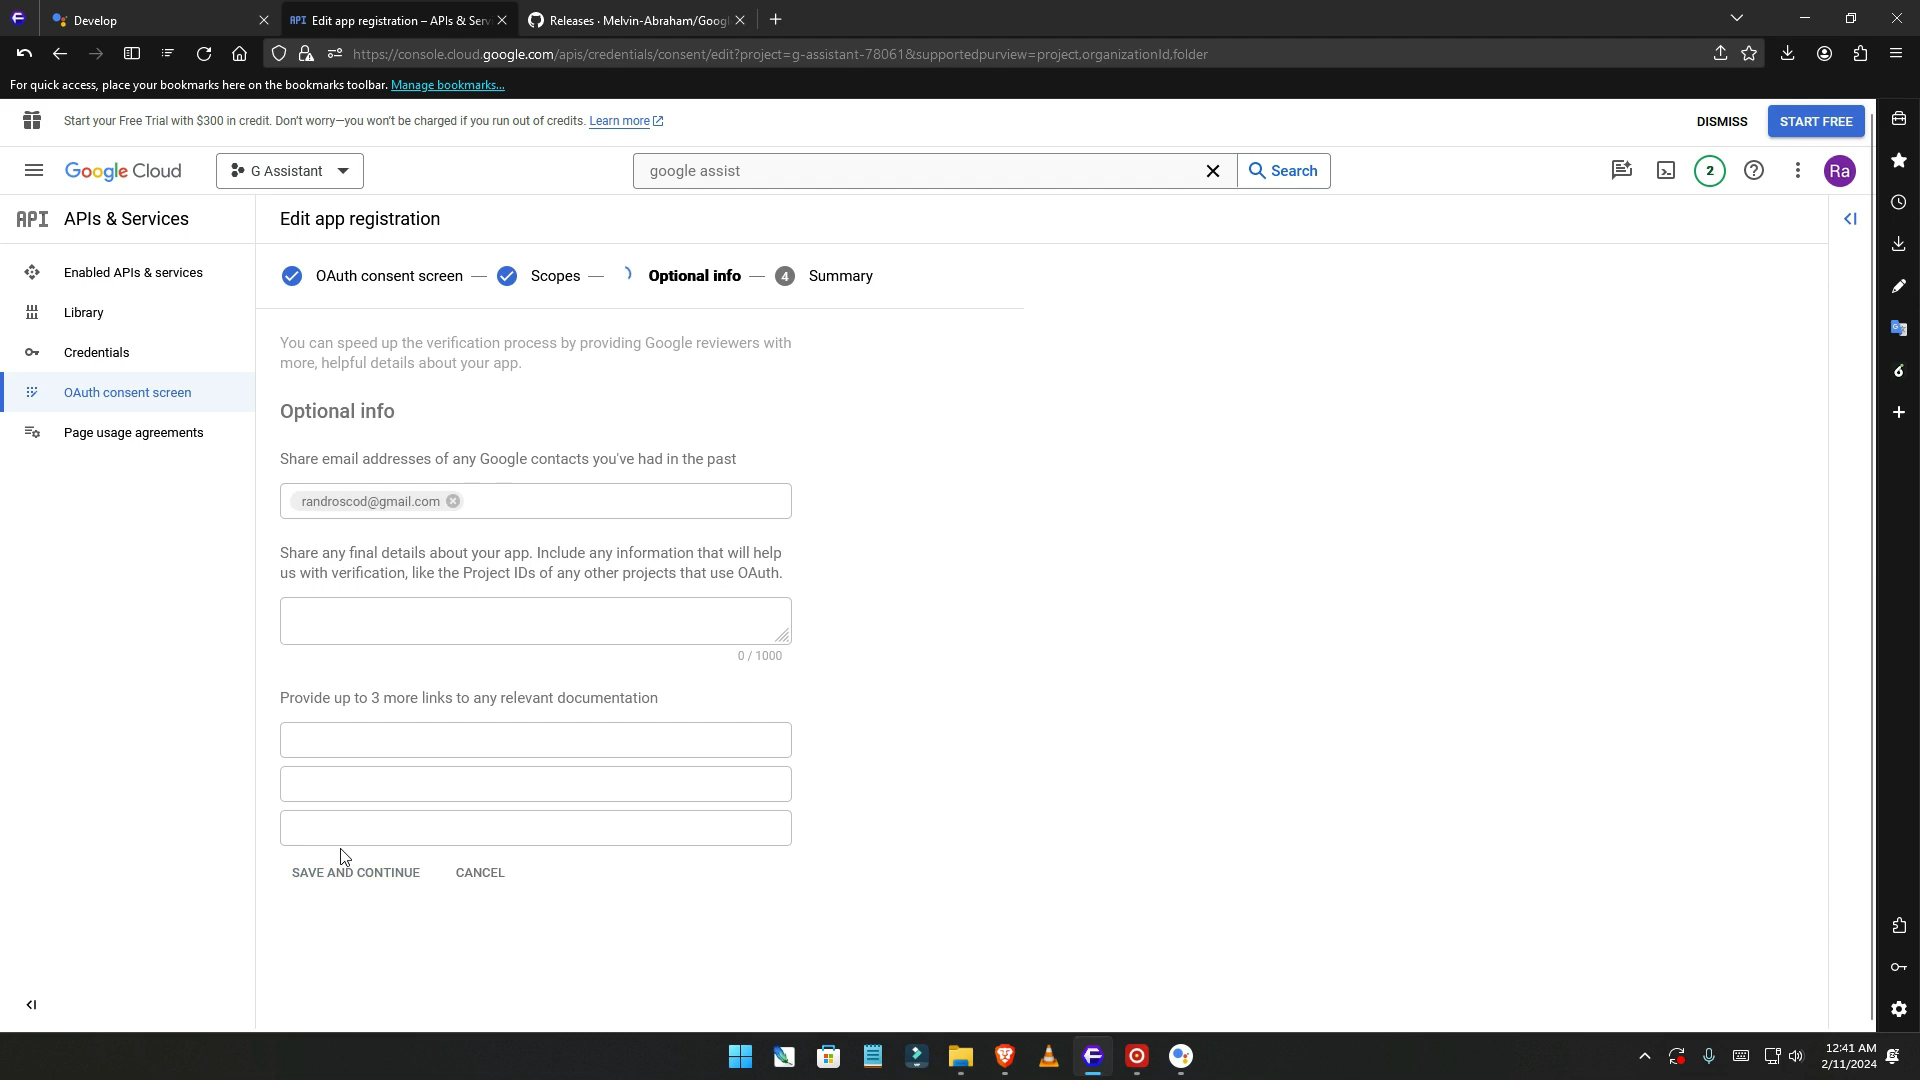 Develop
API Edit app registration – APIs & Serv
Releases · Melvin-Abraham/Googl
https://console.cloud.google.com/apis/credentials/consent/edit?project=g-assistant-78061&supportedpurview=project,organizationId,folder
For quick access, place your bookmarks here on the bookmarks toolbar. Manage bookmarks...
Start your Free Trial with $300 in credit. Don't worry—you won't be charged if you run out of credits. Learn more
DISMISS
START FREE
Google Cloud
G Assistant
google assist
Search
2
Ra
API APIs & Services
Edit app registration
Enabled APIs & services
Library
Credentials
OAuth consent screen
Page usage agreements
OAuth consent screen — Scopes — Optional info — 4 Summary
You can speed up the verification process by providing Google reviewers with
more, helpful details about your app.
Optional info
Share email addresses of any Google contacts you've had in the past
randroscod@gmail.com
Share any final details about your app. Include any information that will help
us with verification, like the Project IDs of any other projects that use OAuth.
0 / 1000
Provide up to 3 more links to any relevant documentation
SAVE AND CONTINUE
CANCEL
12:41 AM
2/11/2024